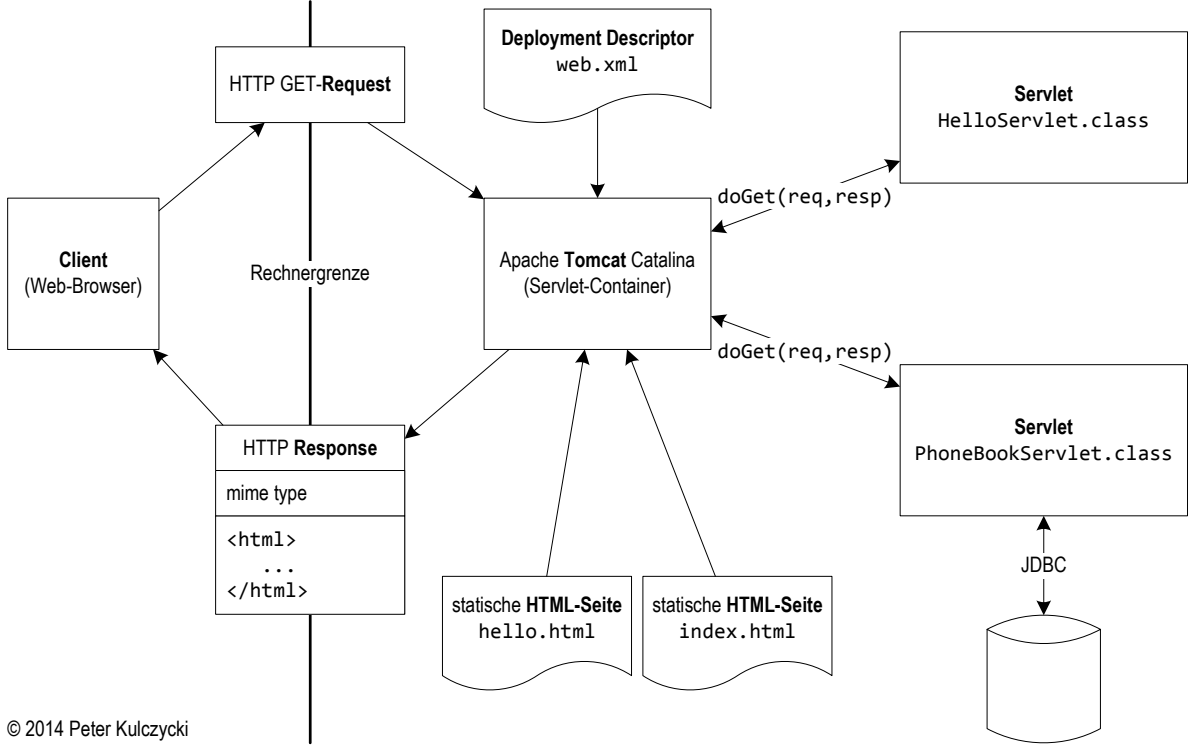 HTTP GET-Request
Deployment Descriptor
web.xml
Servlet
HelloServlet.class
doGet(req,resp)
Client
(Web-Browser)
Rechnergrenze
Apache Tomcat Catalina
(Servlet-Container)
doGet(req,resp)
Servlet
PhoneBookServlet.class
HTTP Response
mime type
<html>
...
</html>
JDBC
statische HTML-Seite
hello.html
statische HTML-Seite
index.html
© 2014 Peter Kulczycki